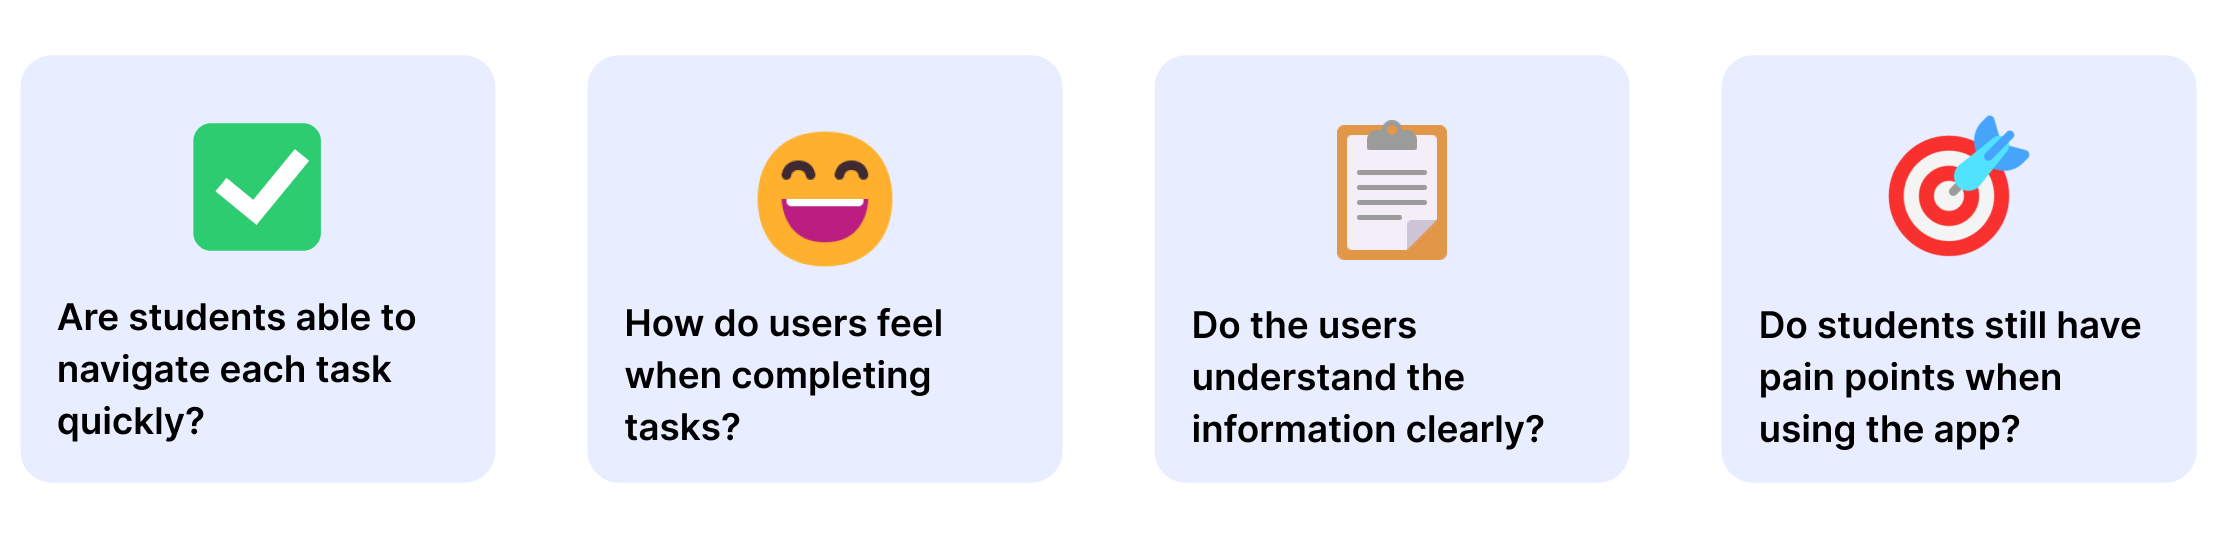 Are students able to
navigate each task
quickly?
How do users feel
when completing
tasks?
Do the users
understand the
information clearly?
Do students still have
pain points when
using the app?